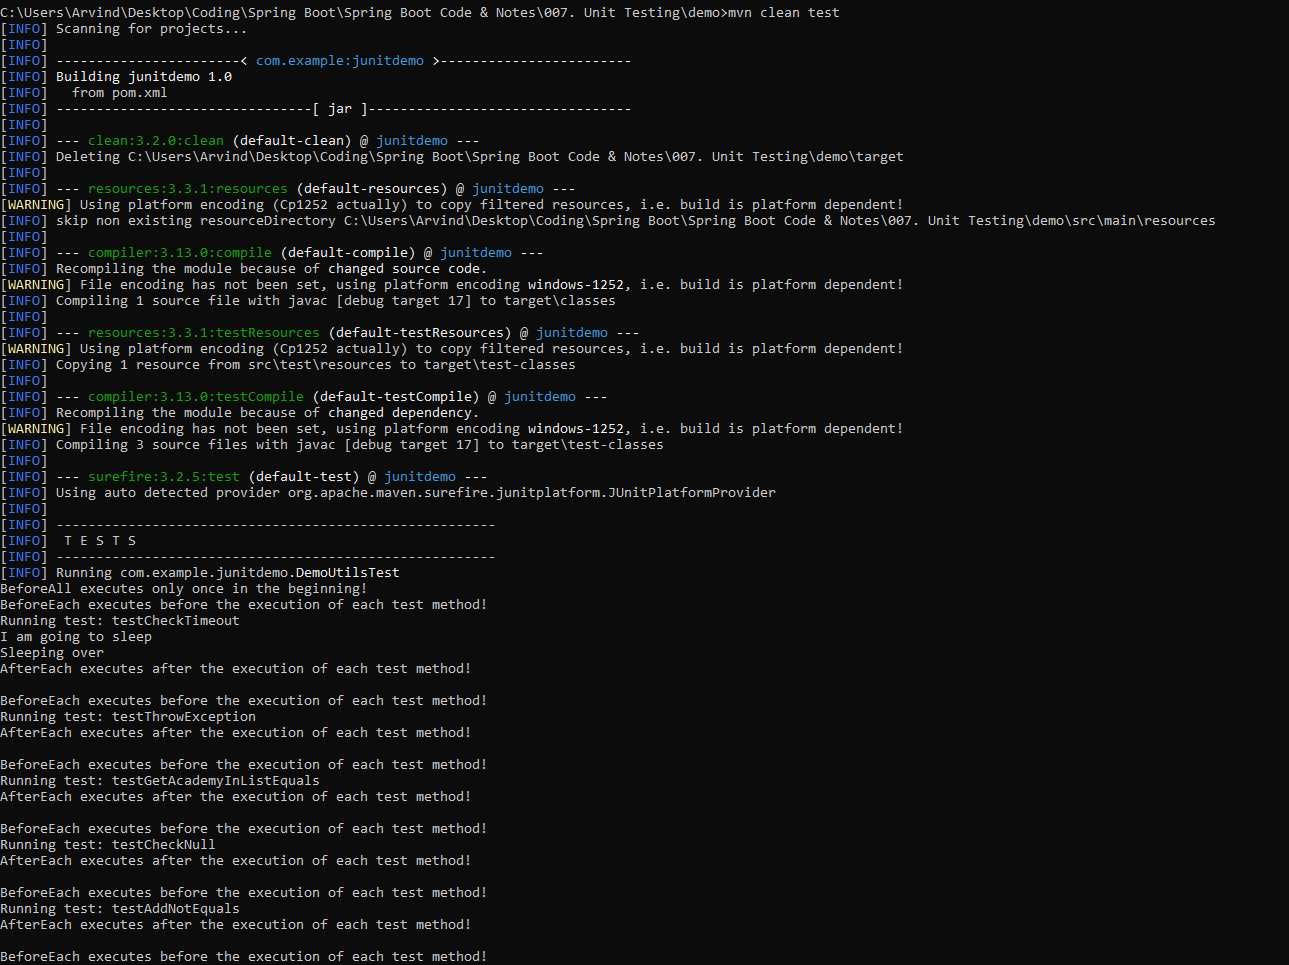 C:\Users\Arvind\Desktop\Coding\Spring Boot\Spring Boot Code & Notes\007. Unit Testing\demo>mvn clean test
[INFO] Scanning for projects...
[INFO]
[INFO] -----------------------< com.example:junitdemo >------------------------
[INFO] Building junitdemo 1.0
[INFO]   from pom.xml
[INFO] --------------------------------[ jar ]---------------------------------
[INFO]
[INFO] --- clean:3.2.0:clean (default-clean) @ junitdemo ---
[INFO] Deleting C:\Users\Arvind\Desktop\Coding\Spring Boot\Spring Boot Code & Notes\007. Unit Testing\demo\target
[INFO]
[INFO] --- resources:3.3.1:resources (default-resources) @ junitdemo ---
[WARNING] Using platform encoding (Cp1252 actually) to copy filtered resources, i.e. build is platform dependent!
[INFO] skip non existing resourceDirectory C:\Users\Arvind\Desktop\Coding\Spring Boot\Spring Boot Code & Notes\007. Unit Testing\demo\src\main\resources
[INFO]
[INFO] --- compiler:3.13.0:compile (default-compile) @ junitdemo ---
[INFO] Recompiling the module because of changed source code.
[WARNING] File encoding has not been set, using platform encoding windows-1252, i.e. build is platform dependent!
[INFO] Compiling 1 source file with javac [debug target 17] to target\classes
[INFO]
[INFO] --- resources:3.3.1:testResources (default-testResources) @ junitdemo ---
[WARNING] Using platform encoding (Cp1252 actually) to copy filtered resources, i.e. build is platform dependent!
[INFO] Copying 1 resource from src\test\resources to target\test-classes
[INFO]
[INFO] --- compiler:3.13.0:testCompile (default-testCompile) @ junitdemo ---
[INFO] Recompiling the module because of changed dependency.
[WARNING] File encoding has not been set, using platform encoding windows-1252, i.e. build is platform dependent!
[INFO] Compiling 3 source files with javac [debug target 17] to target\test-classes
[INFO]
[INFO] --- surefire:3.2.5:test (default-test) @ junitdemo ---
[INFO] Using auto detected provider org.apache.maven.surefire.junitplatform.JUnitPlatformProvider
[INFO]
[INFO] -------------------------------------------------------
[INFO]  T E S T S
[INFO] -------------------------------------------------------
[INFO] Running com.example.junitdemo.DemoUtilsTest
BeforeAll executes only once in the beginning!
BeforeEach executes before the execution of each test method!
Running test: testCheckTimeout
I am going to sleep
Sleeping over
AfterEach executes after the execution of each test method!

BeforeEach executes before the execution of each test method!
Running test: testThrowException
AfterEach executes after the execution of each test method!

BeforeEach executes before the execution of each test method!
Running test: testGetAcademyInListEquals
AfterEach executes after the execution of each test method!

BeforeEach executes before the execution of each test method!
Running test: testCheckNull
AfterEach executes after the execution of each test method!

BeforeEach executes before the execution of each test method!
Running test: testAddNotEquals
AfterEach executes after the execution of each test method!

BeforeEach executes before the execution of each test method!